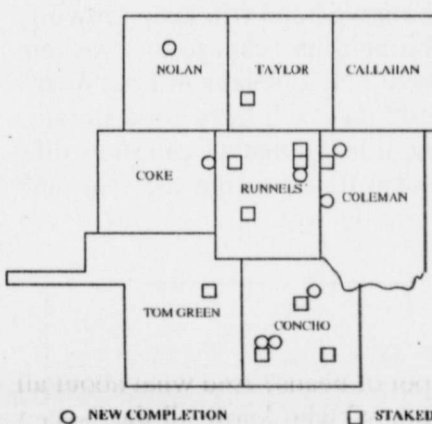 NOLAN TAYLOR CALLAHAN
COKE RUNNELS COLEMAN
TOM GREEN CONCHO
NEW COMPLETION STAKED